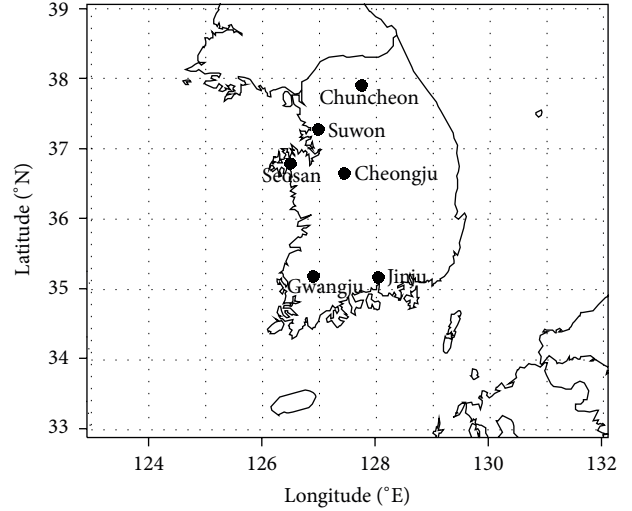 39
38
Chuncheon
Suwon
37
Seosan
Cheongju
36
35
Gwangju
Jinju
34
33
Latitude (°N)
124
126
128
130
132
Longitude (°E)